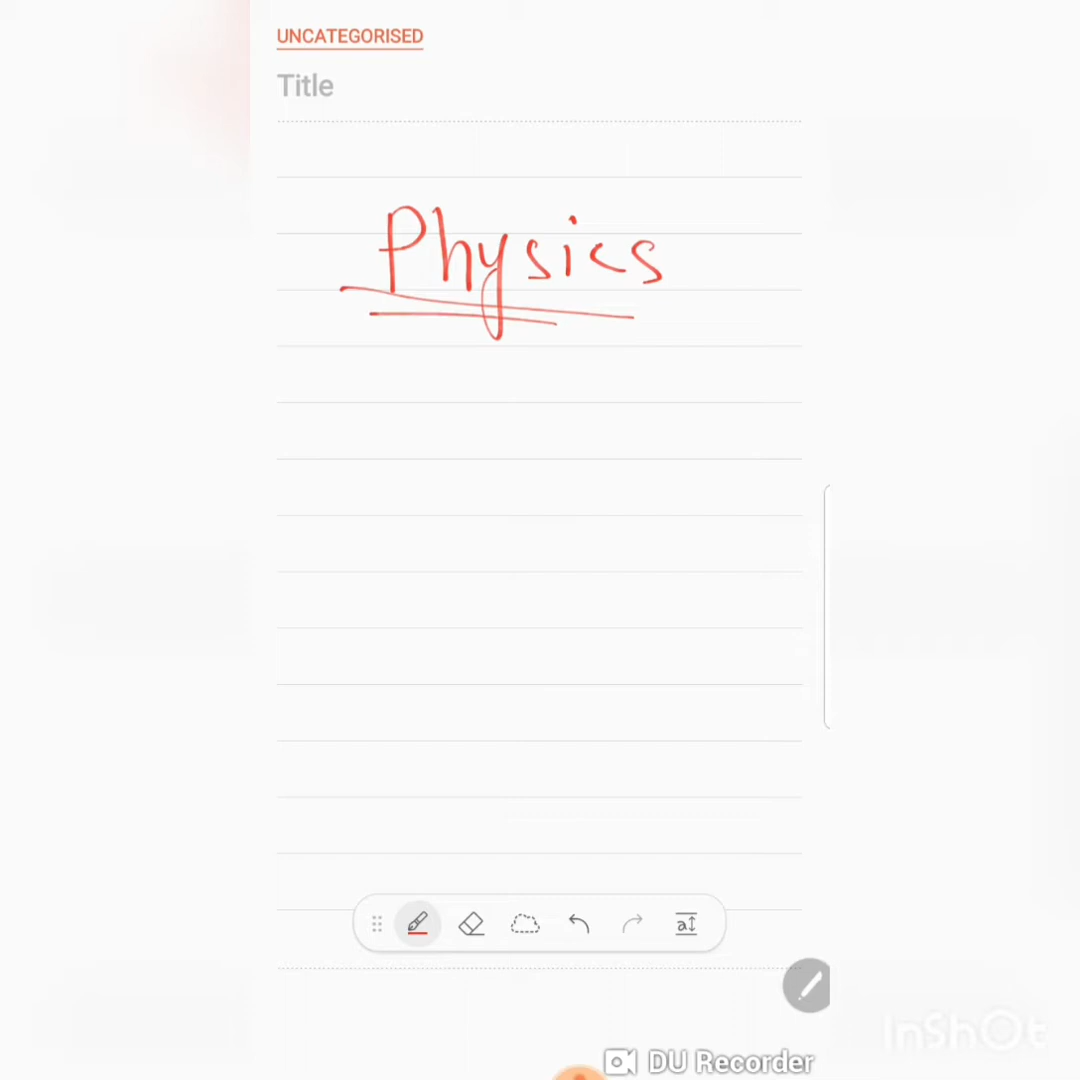 UNCATEGORISED
Title
Physics
a
DU Recorder
InShOt